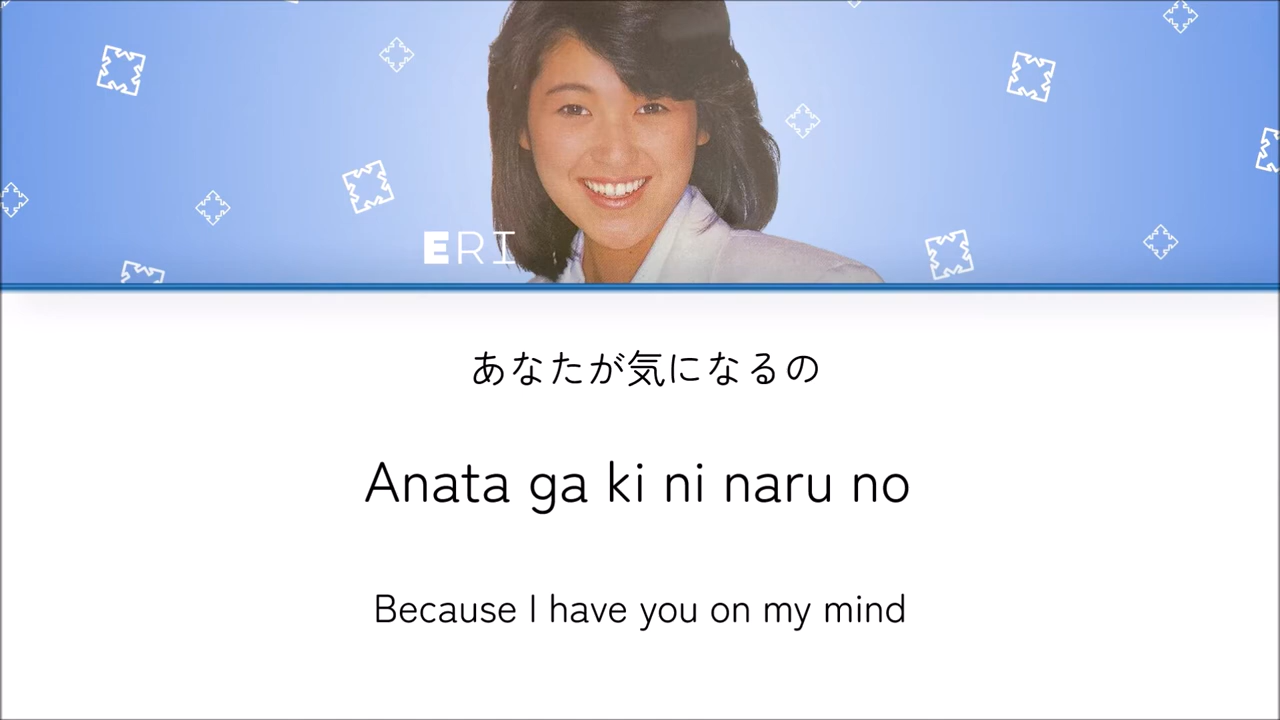 ERI
あなたが気になるの
Anata ga ki ni naru no
Because I have you on my mind